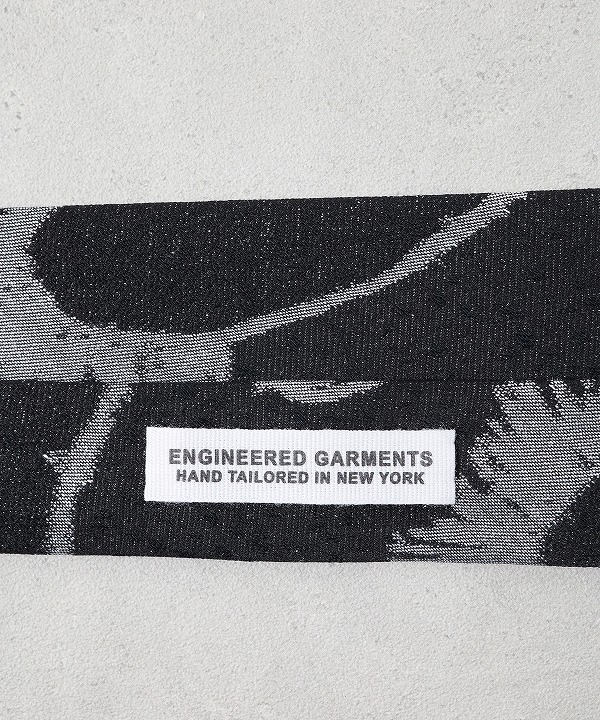 ENGINEERED GARMENTS
HAND TAILORED IN NEW YORK